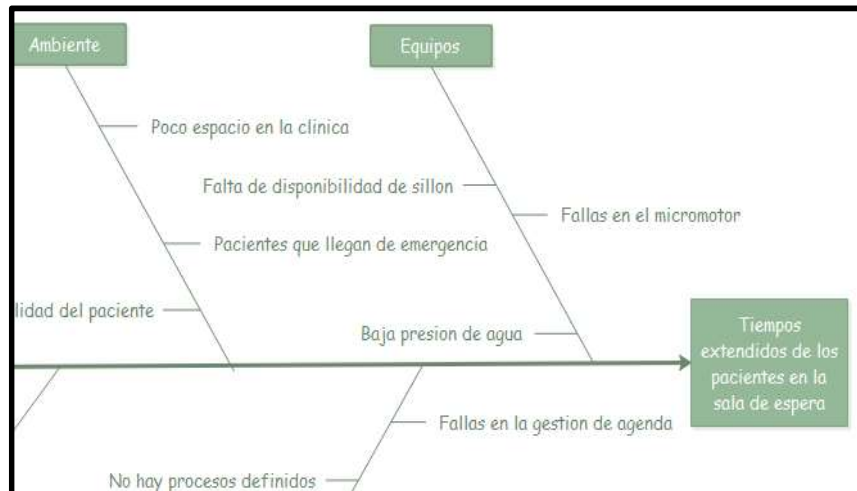 Ambiente
Equipos
Poco espacio en la clinica
Falta de disponibilidad de sillon
Fallas en el micromotor
Pacientes que llegan de emergencia
del paciente
Baja presion de agua
Tiempos
extendidos de los
pacientes en la
sala de espera
Fallas en la gestion de agenda
No hay procesos definidos